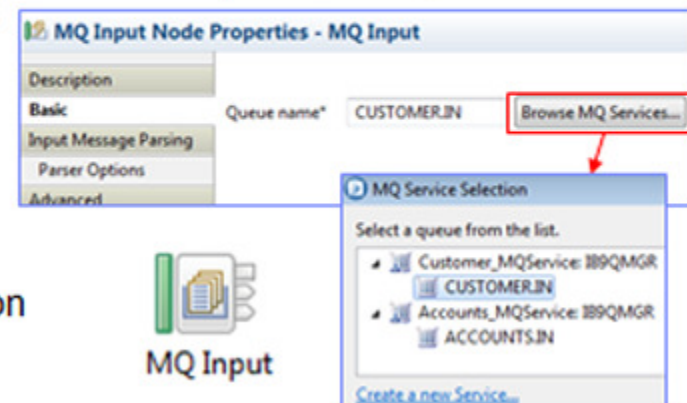 MQ Input Node Properties - MQ Input
Description
Basic
Queue name* CUSTOMER.IN Browse MQ Services...
Input Message Parsing
Parser Options
Advanced
MQ Service Selection
Select a queue from the list.
Customer_MQService: IB9QMGR
CUSTOMER.IN
Accounts_MQService: IB9QMGR
ACCOUNTS.IN
Create a new Service...
on
MQ Input